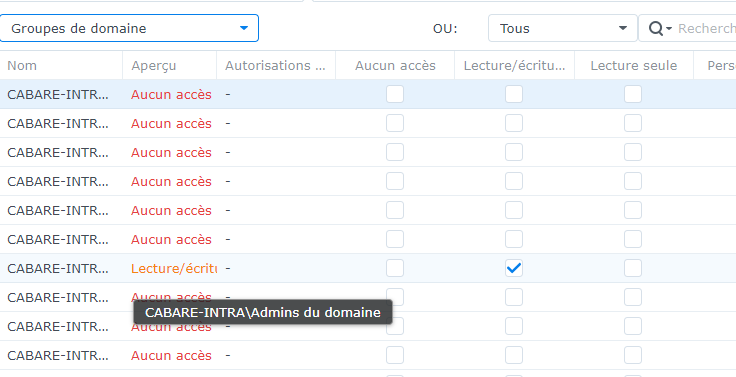 Groupes de domaine OU: Tous Recherch
Nom Aperçu Autorisations ... Aucun accès Lecture/écritu... Lecture seule Pers
CABARE-INTR... Aucun accès -
CABARE-INTR... Aucun accès -
CABARE-INTR... Aucun accès -
CABARE-INTR... Aucun accès -
CABARE-INTR... Aucun accès -
CABARE-INTR... Aucun accès -
CABARE-INTR... Lecture/écritu -
CABARE-INTR... Aucun accès -
CABARE-INTRA\Admins du domaine
CABARE-INTR... Aucun accès -
CABARE-INTR... Aucun accès -